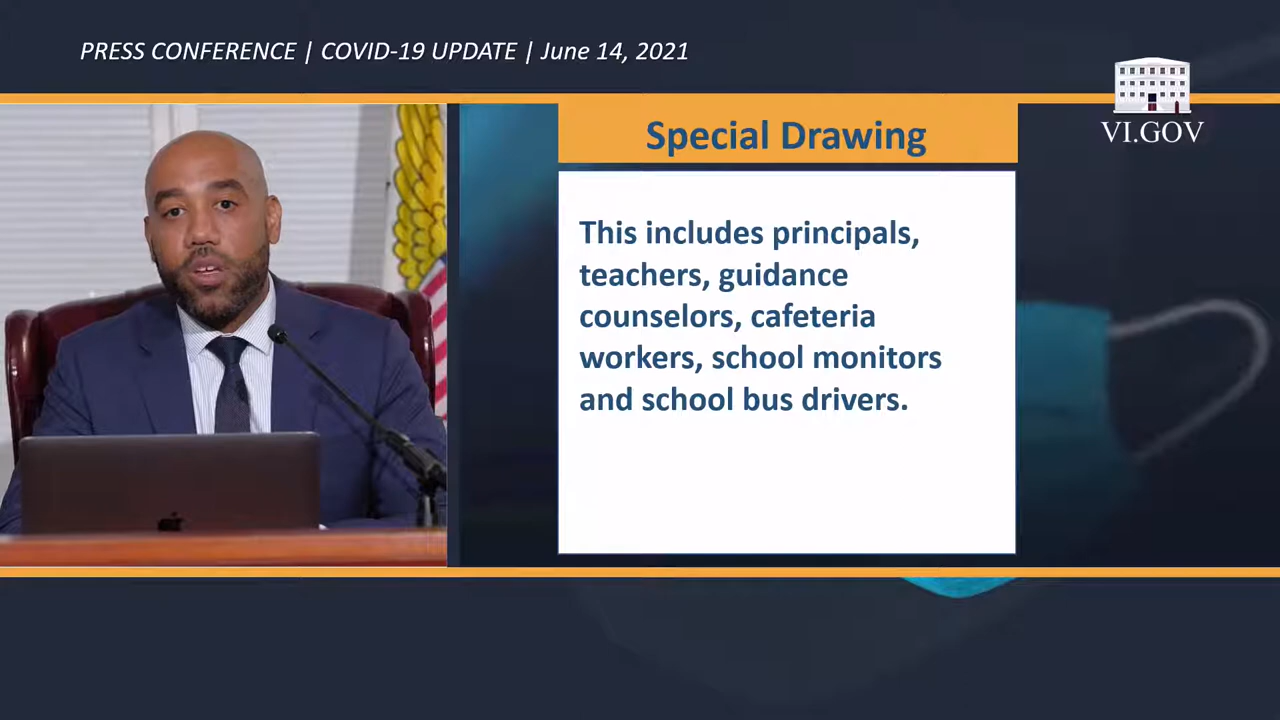 PRESS CONFERENCE | COVID-19 UPDATE | June 14, 2021
VI.GOV
Special Drawing
This includes principals,
teachers, guidance
counselors, cafeteria
workers, school monitors
and school bus drivers.